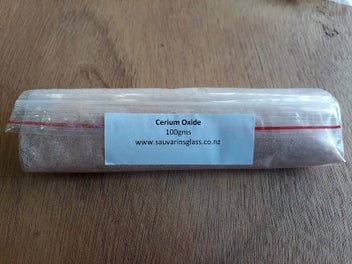 Cerium Oxide
100gms
www.sauvarinsglass.co.nz